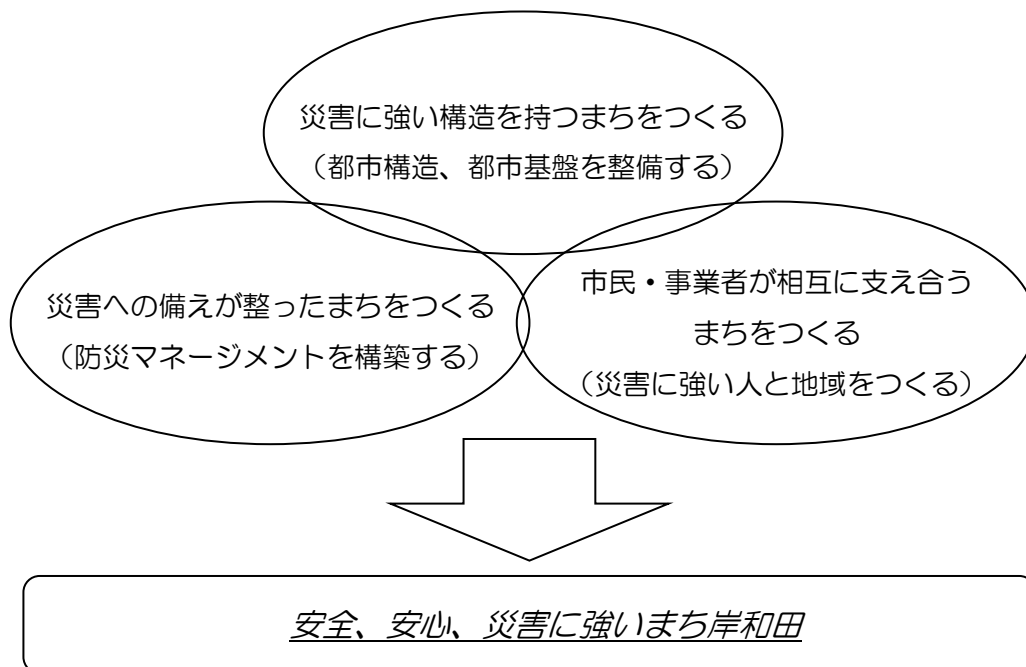 災害に強い構造を持つまちをつくる
（都市構造、都市基盤を整備する）
災害への備えが整ったまちをつくる
（防災マネージメントを構築する）
市民・事業者が相互に支え合う
まちをつくる
（災害に強い人と地域をつくる）
安全、安心、災害に強いまち岸和田